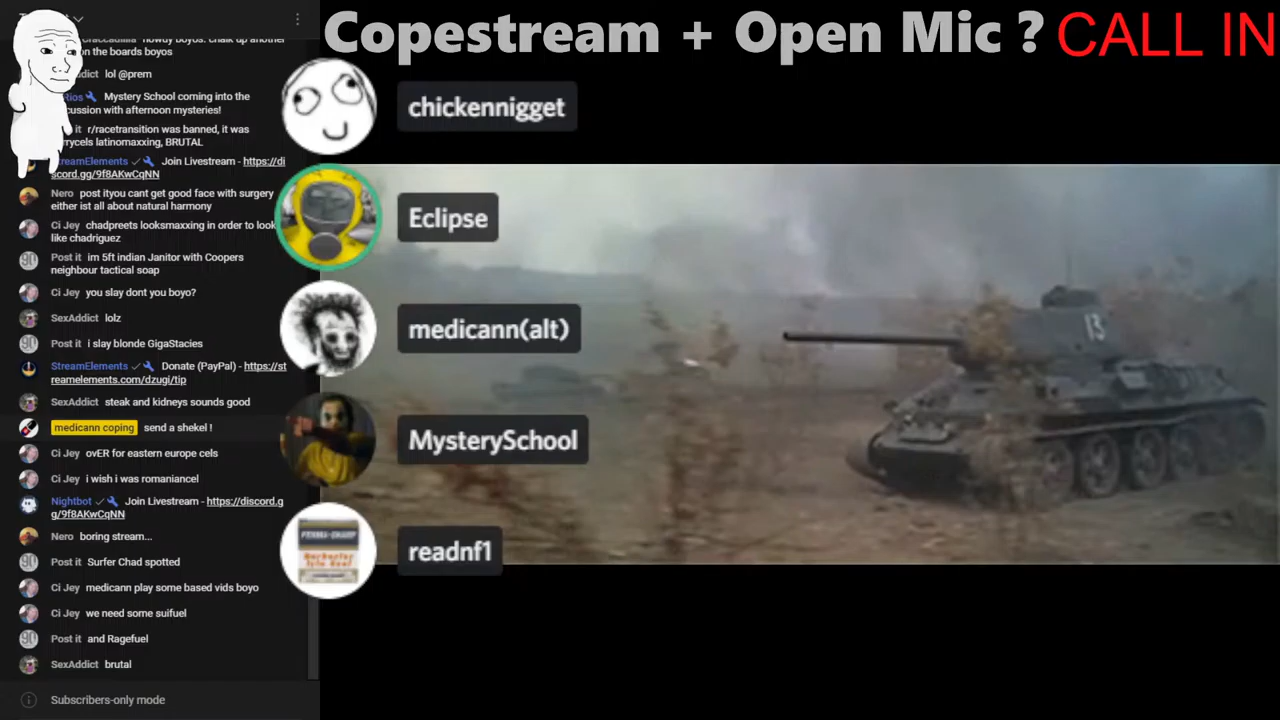 Copestream + Open Mic ? CALL IN
howdy boyos. chalk up another
on the boards boyos
lol @prem
Mystery School coming into the
afternoon mysteries!
it r/racetransition was banned, it was
latinomaxxing, BRUTAL
StreamElements Join Livestream - https://di
scord.gg/9f8AKwCqNN
Nero post ityou cant get good face with surgery
either ist all about natural harmony
Ci Jey chadpreets looksmaxxing in order to look
like chadriguez
Post it im 5ft indian Janitor with Coopers
neighbour tactical soap
Ci Jey you slay dont you boyo?
SexAddict lolz
Post it i slay blonde GigaStacies
StreamElements Donate (PayPal) - https://st
reamelements.com/dzugi/tip
SexAddict steak and kidneys sounds good
medicann coping send a shekel !
Ci Jey ovER for eastern europe cels
Ci Jey i wish i was romaniancel
Nightbot Join Livestream - https://discord.g
g/9f8AKwCqNN
Nero boring stream...
Post it Surfer Chad spotted
Ci Jey medicann play some based vids boyo
Ci Jey we need some suifuel
Post it and Ragefuel
SexAddict brutal
Subscribers-only mode
chickennigget
Eclipse
medicann(alt)
MysterySchool
readnf1
13